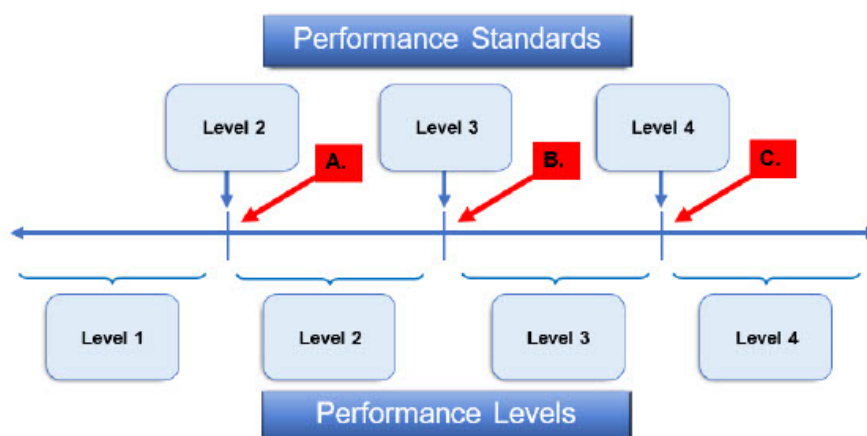 Performance Standards
Level 2
Level 3
Level 4
A.
B.
C.
Level 1
Level 2
Level 3
Level 4
Performance Levels